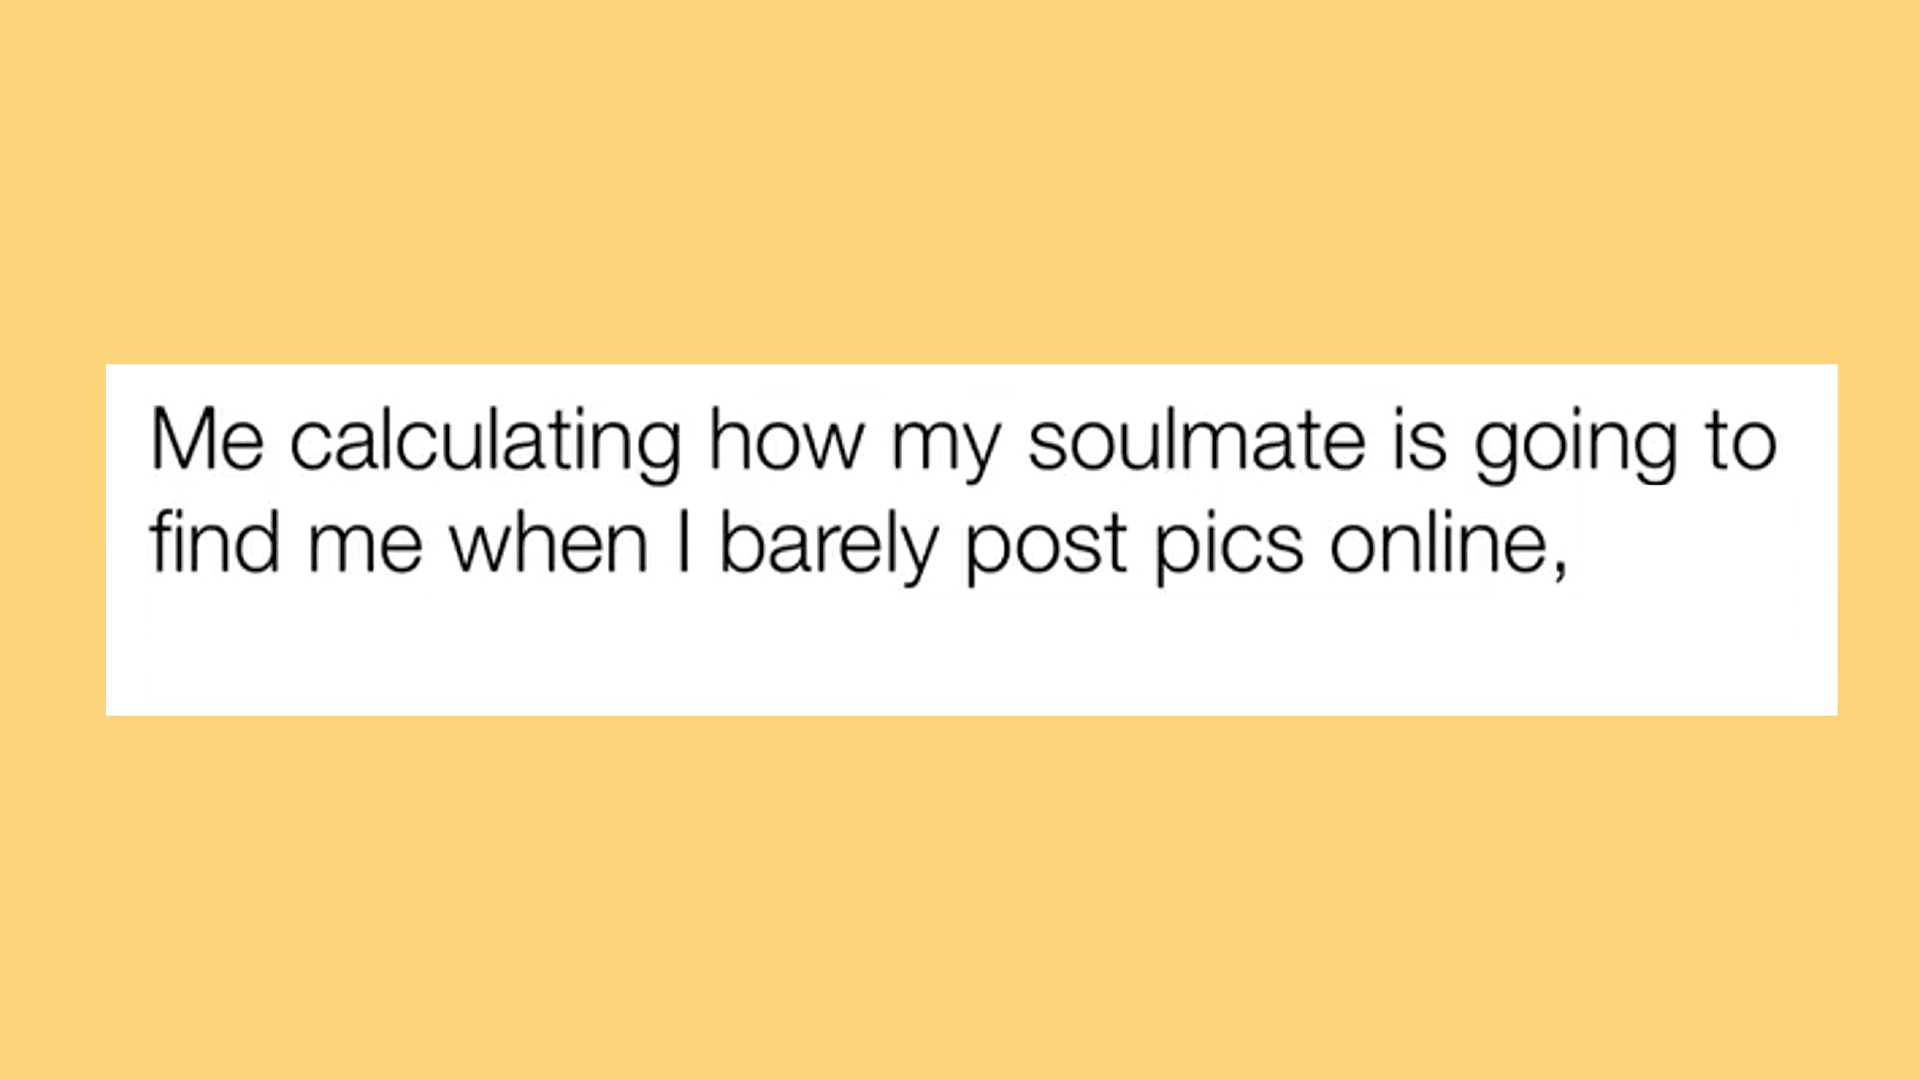 Me calculating how my soulmate is going to
find me when I barely post pics online,